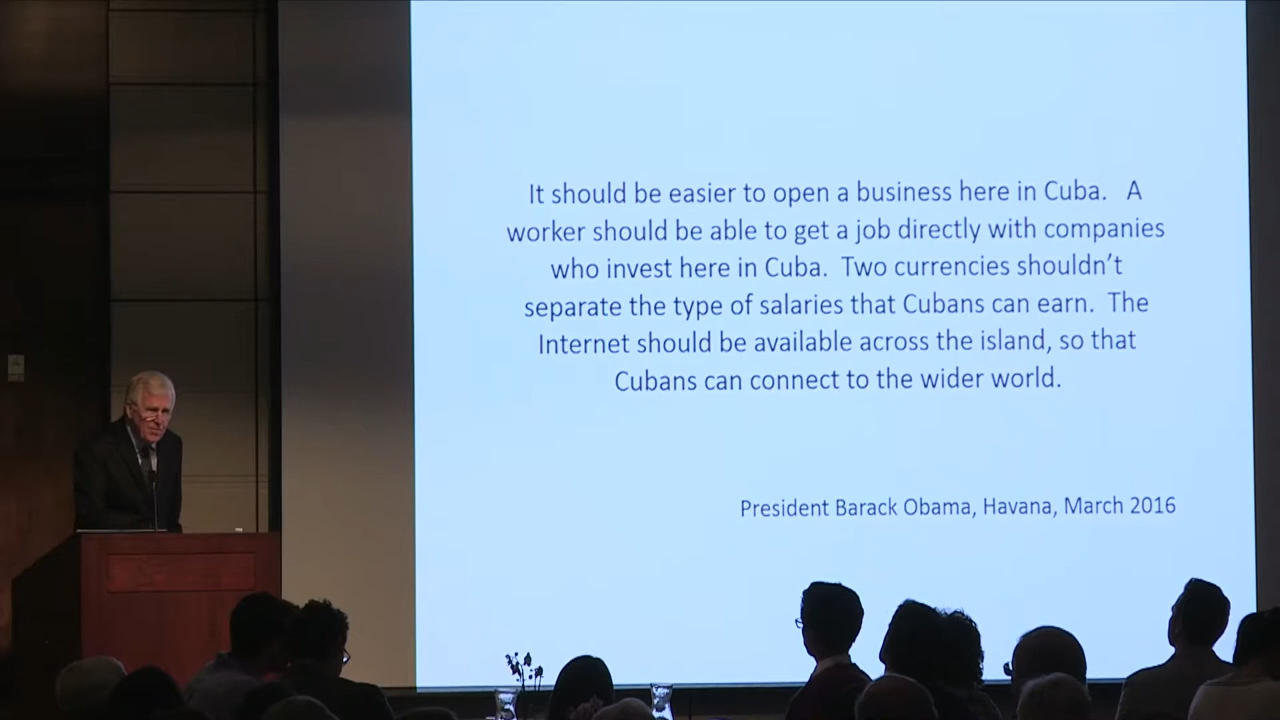 It should be easier to open a business here in Cuba. A
worker should be able to get a job directly with companies
who invest here in Cuba. Two currencies shouldn't
separate the type of salaries that Cubans can earn. The
Internet should be available across the island, so that
Cubans can connect to the wider world.
President Barack Obama, Havana, March 2016